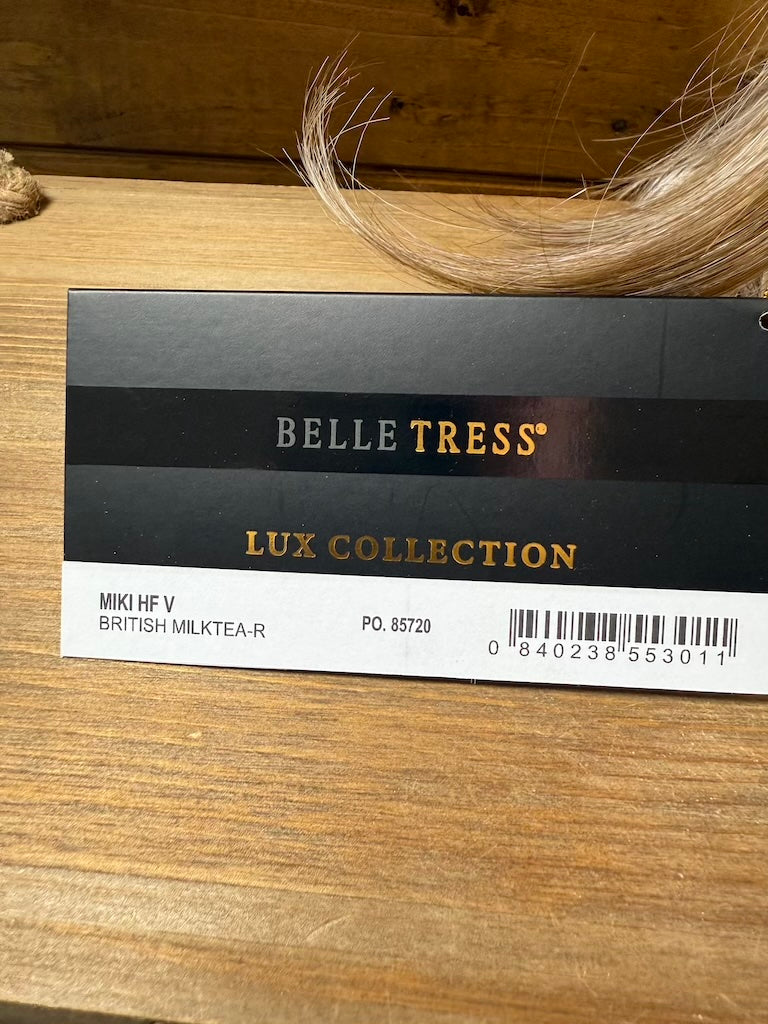 BELLE TRESS®
LUX COLLECTION
MIKI HF V
BRITISH MILKTEA-R
PO. 85720
0 840238 553011